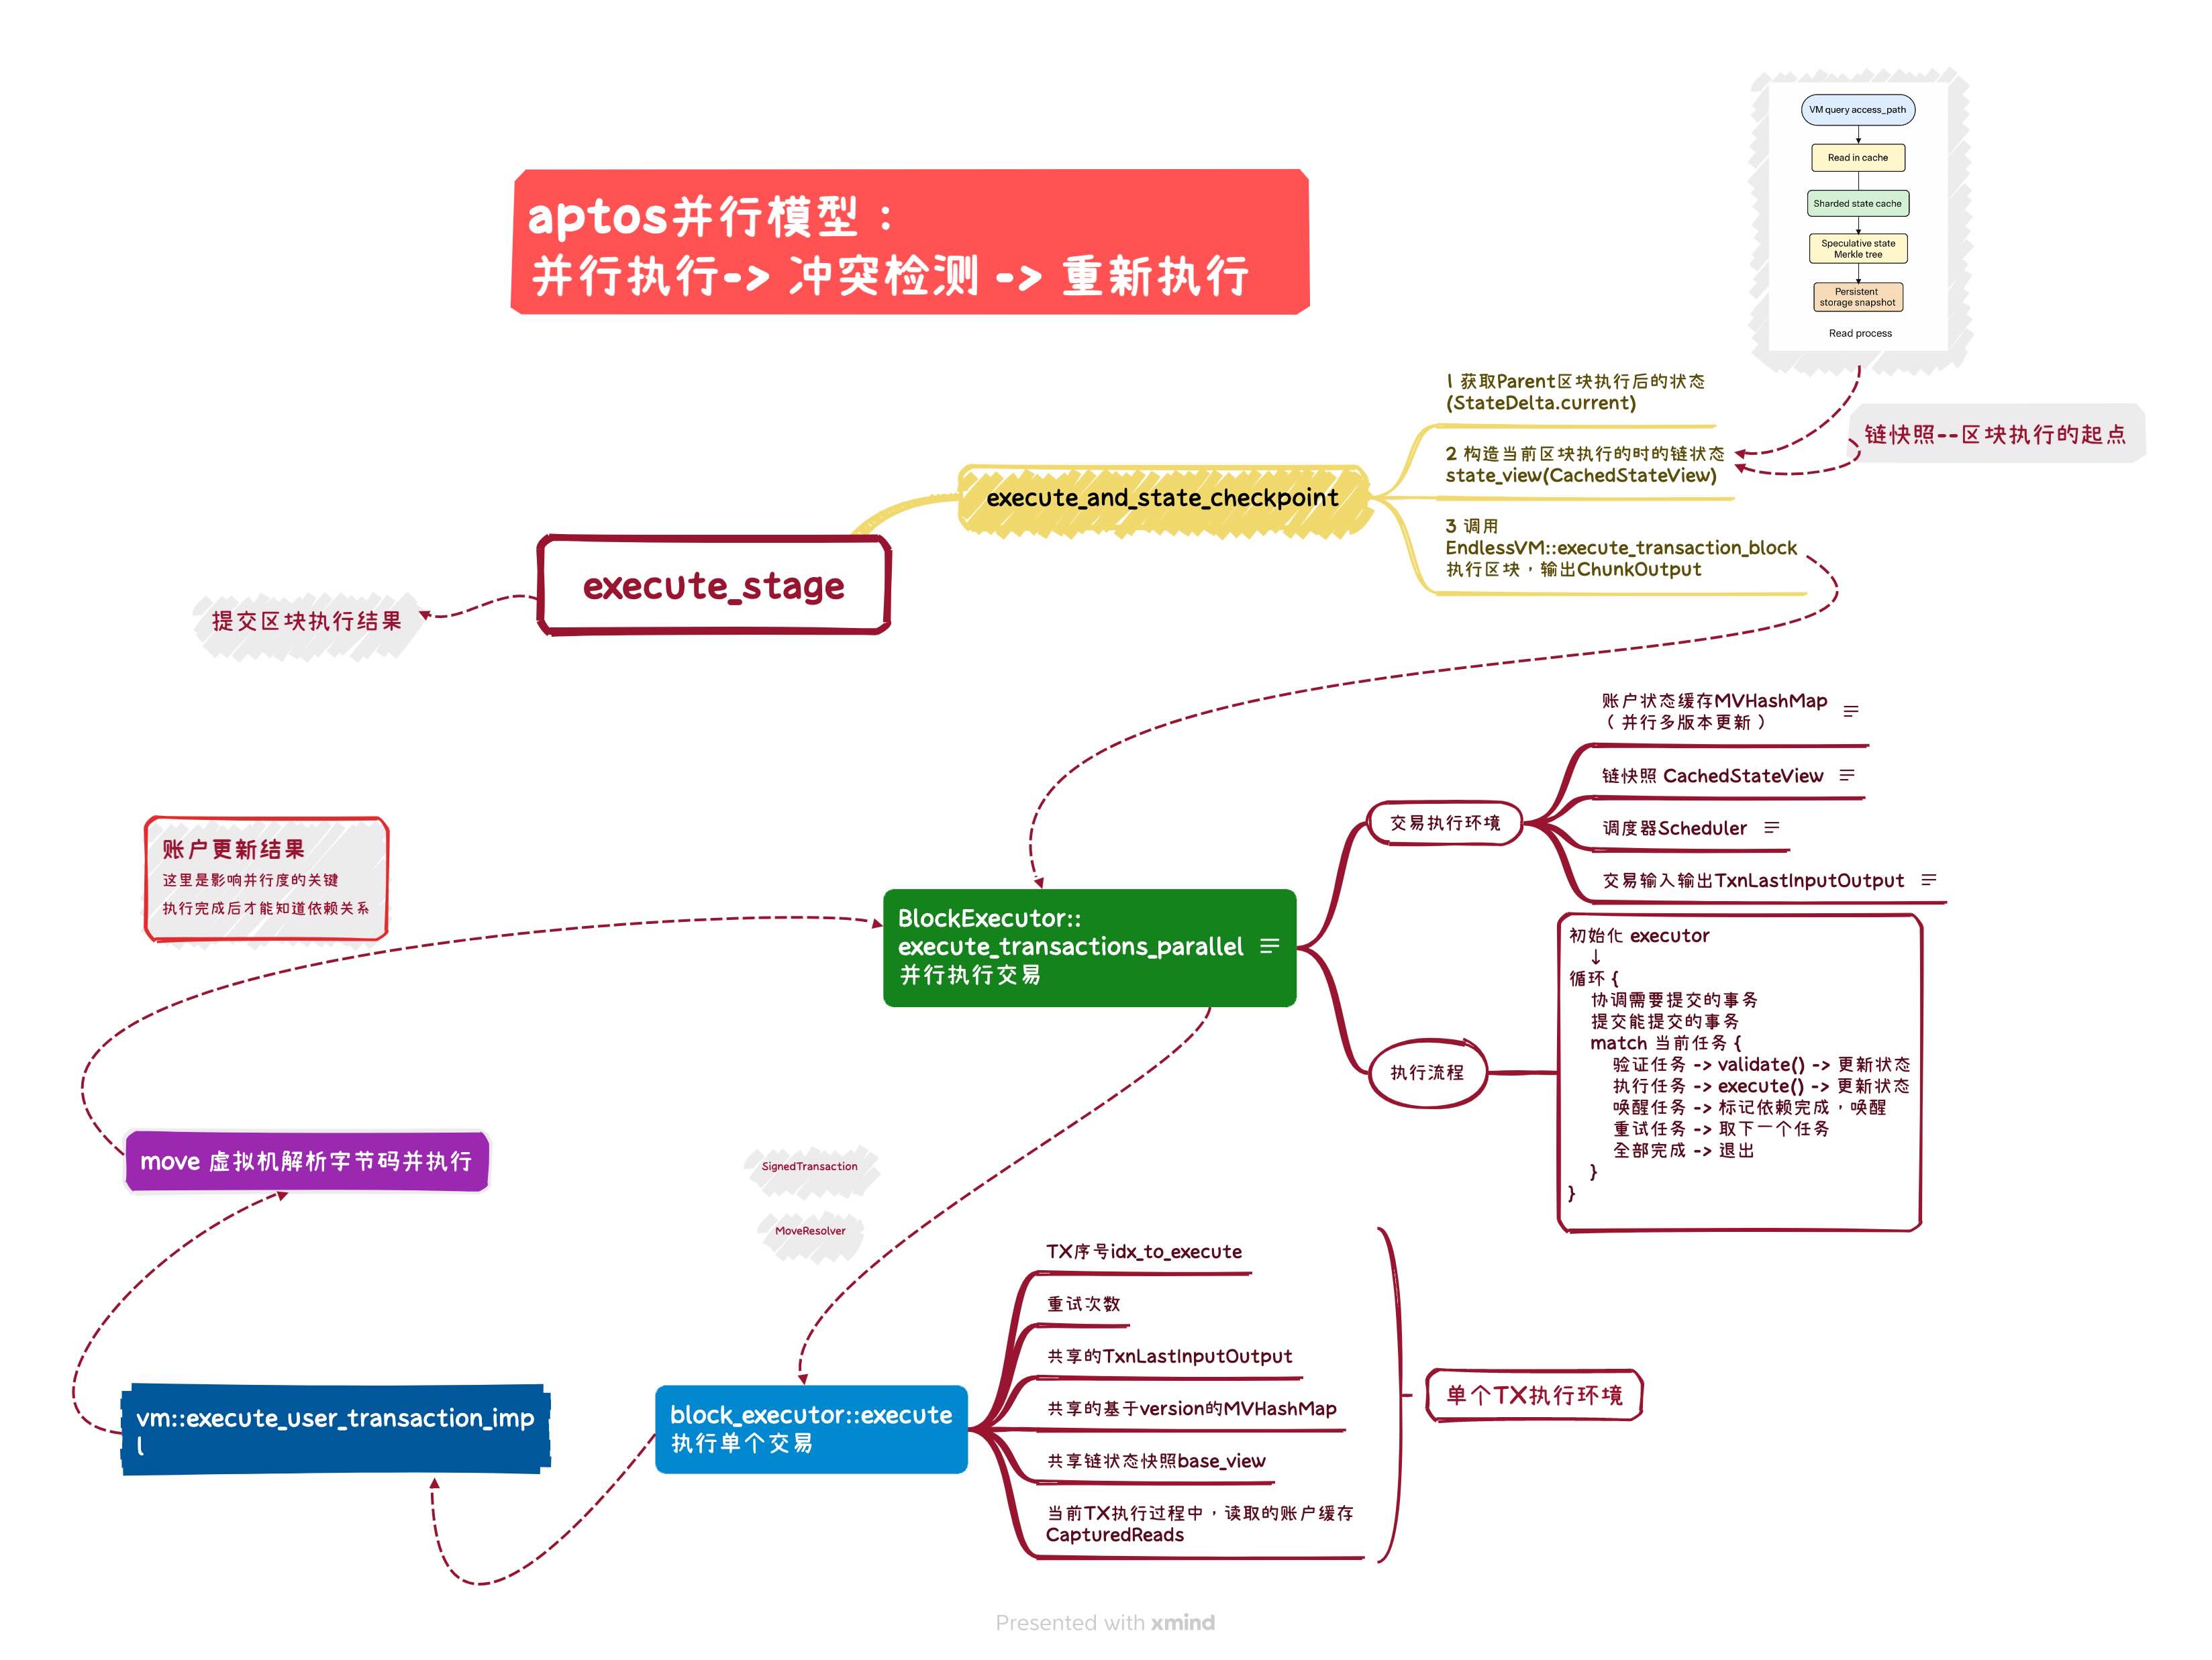 VM query access_path
Read in cache
Sharded state cache
Speculative state
Merkle tree
Persistent
storage snapshot
Read process
aptos并行模型：
并行执行-> 冲突检测 -> 重新执行
1 获取Parent区块执行后的状态
(StateDelta.current)
链快照--区块执行的起点
2 构造当前区块执行的时的链状态
state_view(CachedStateView)
execute_and_state_checkpoint
3 调用
EndlessVM::execute_transaction_block
执行区块，输出ChunkOutput
execute_stage
提交区块执行结果
账户状态缓存MVHashMap
（ 并行多版本更新 ）
链快照 CachedStateView
交易执行环境
调度器Scheduler
交易输入输出TxnLastInputOutput
账户更新结果
这里是影响并行度的关键
执行完成后才能知道依赖关系
BlockExecutor::
execute_transactions_parallel
并行执行交易
初始化 executor
↓
循环 {
协调需要提交的事务
提交能提交的事务
match 当前任务 {
验证任务 -> validate() -> 更新状态
执行任务 -> execute() -> 更新状态
唤醒任务 -> 标记依赖完成，唤醒
重试任务 -> 取下一个任务
全部完成 -> 退出
}
}
执行流程
move 虚拟机解析字节码并执行
SignedTransaction
MoveResolver
TX序号idx_to_execute
重试次数
共享的TxnLastInputOutput
共享的基于version的MVHashMap
共享链状态快照base_view
当前TX执行过程中，读取的账户缓存
CapturedReads
单个TX执行环境
block_executor::execute
执行单个交易
vm::execute_user_transaction_imp
l
Presented with xmind